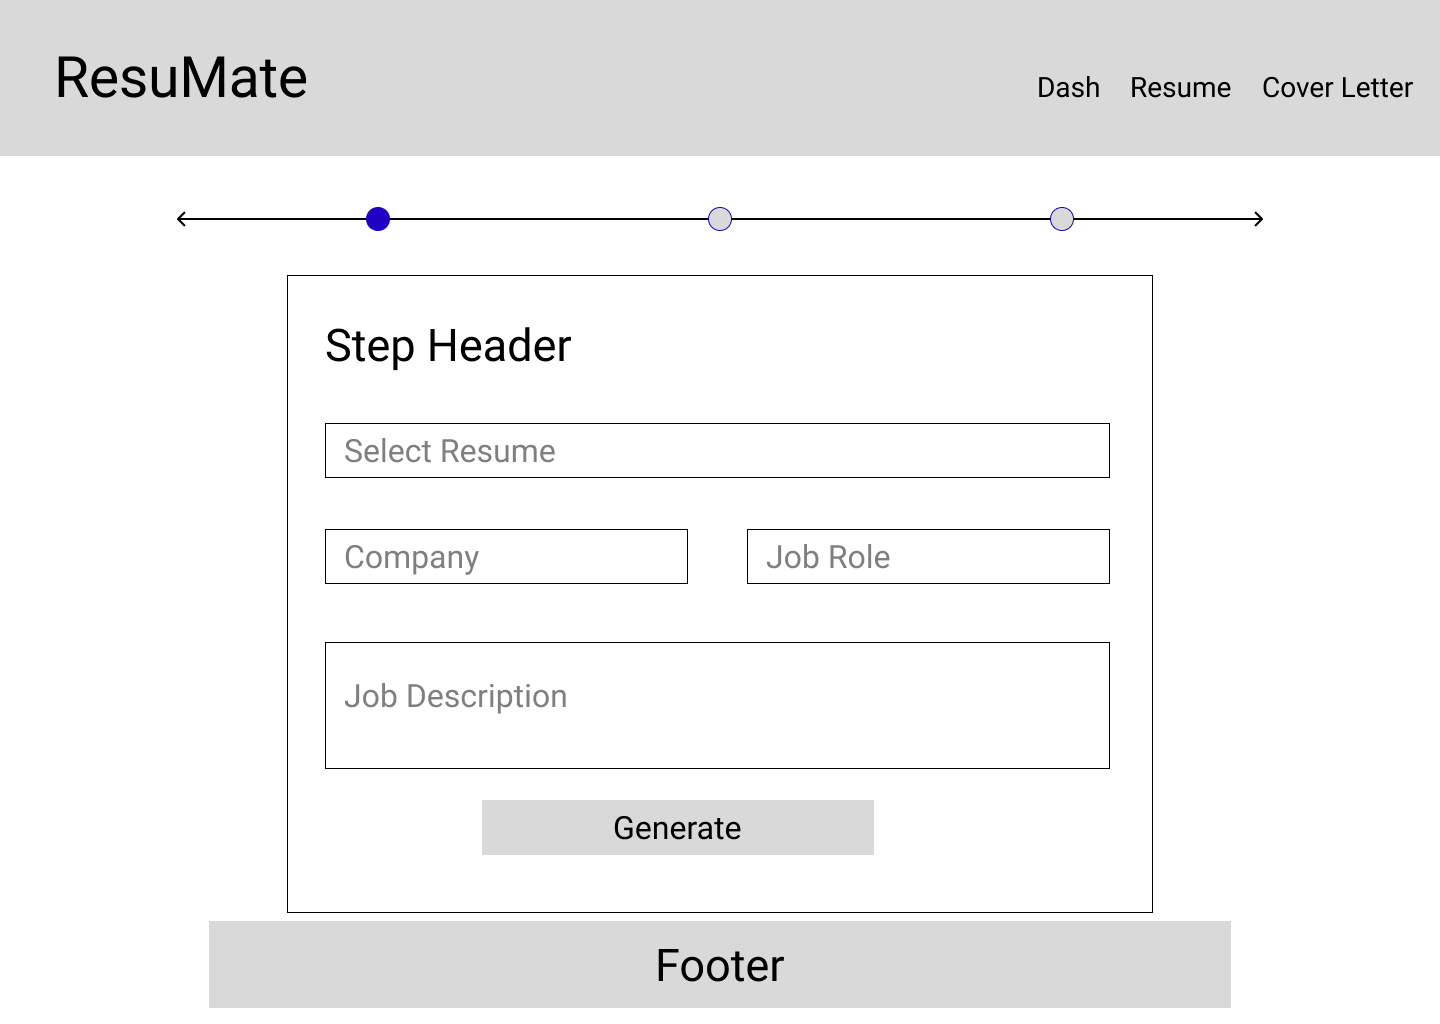 ResuMate
Dash Resume Cover Letter
Step Header
Select Resume
Company Job Role
Job Description
Generate
Footer